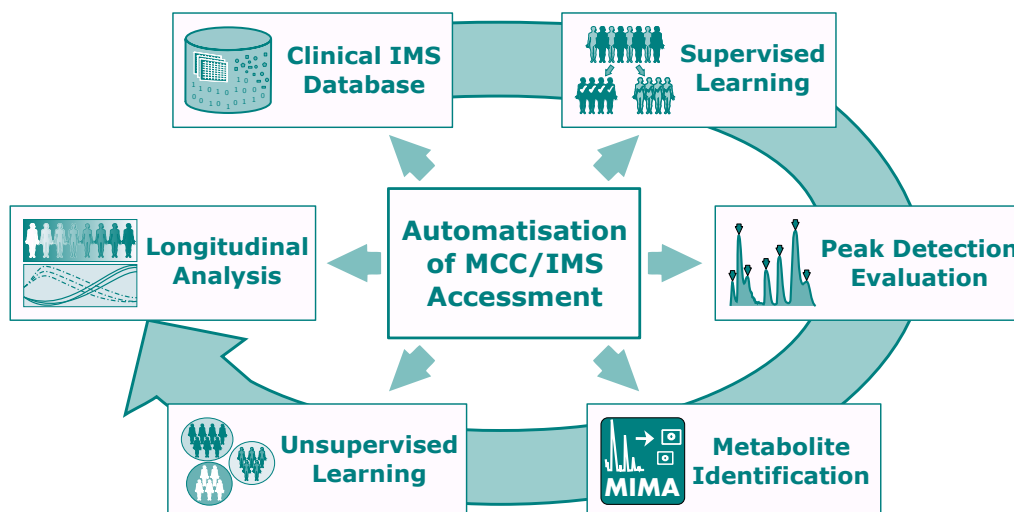 Clinical IMS
Database
Supervised
Learning
Automatisation
of MCC/IMS
Assessment
Longitudinal
Analysis
Peak Detection
Evaluation
Unsupervised
Learning
MIMA
Metabolite
Identification